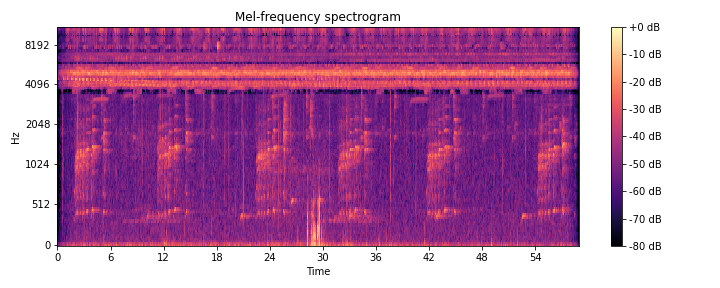 Mel-frequency spectrogram
Hz
8192
4096
2048
1024
512
0
0 6 12 18 24 30 36 42 48 54
Time
+0 dB
-10 dB
-20 dB
-30 dB
-40 dB
-50 dB
-60 dB
-70 dB
-80 dB